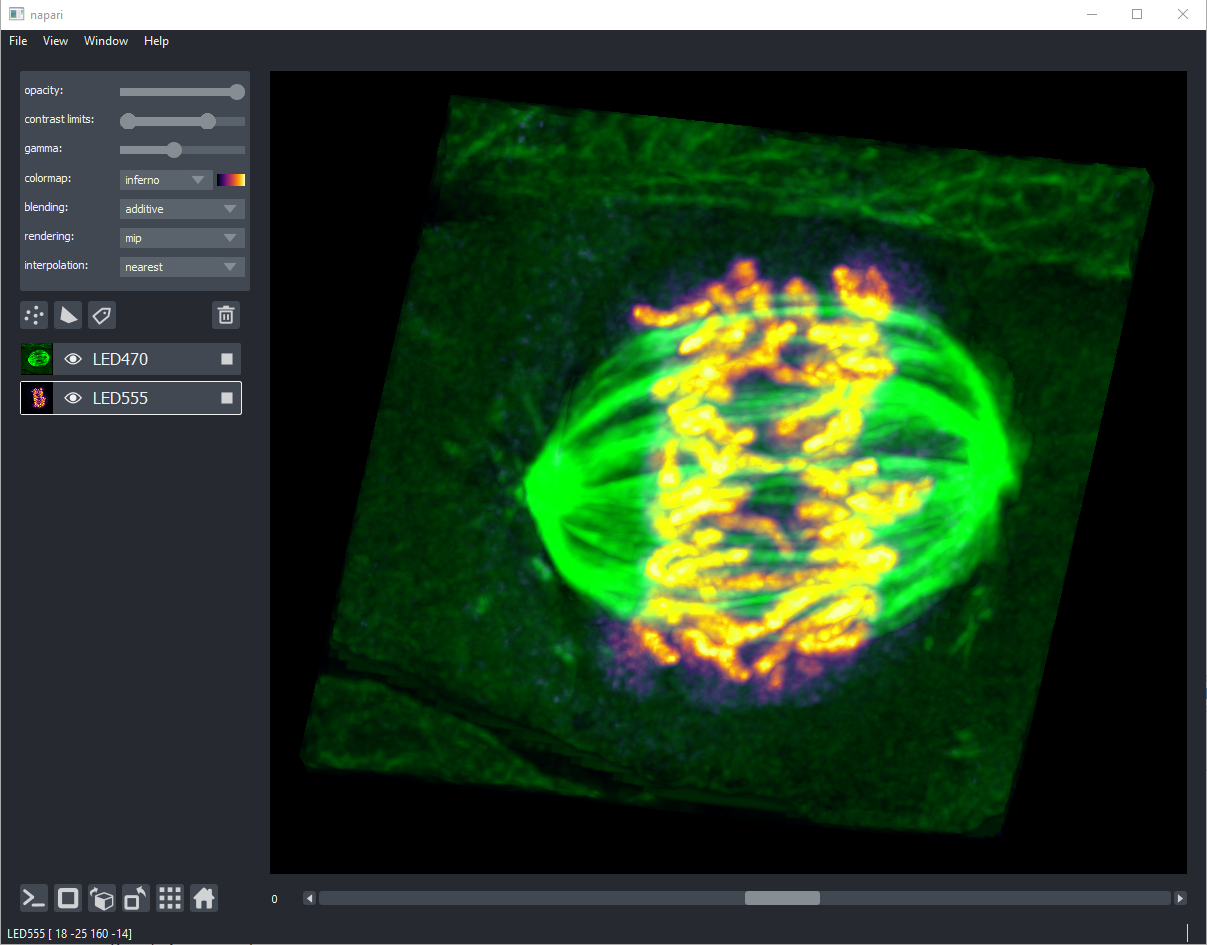 napari
File View Window Help
opacity:
contrast limits:
gamma:
colormap: inferno
blending: additive
rendering: mip
interpolation: nearest
LED470
LED555
0
LED555 [ 18 -25 160 -14]